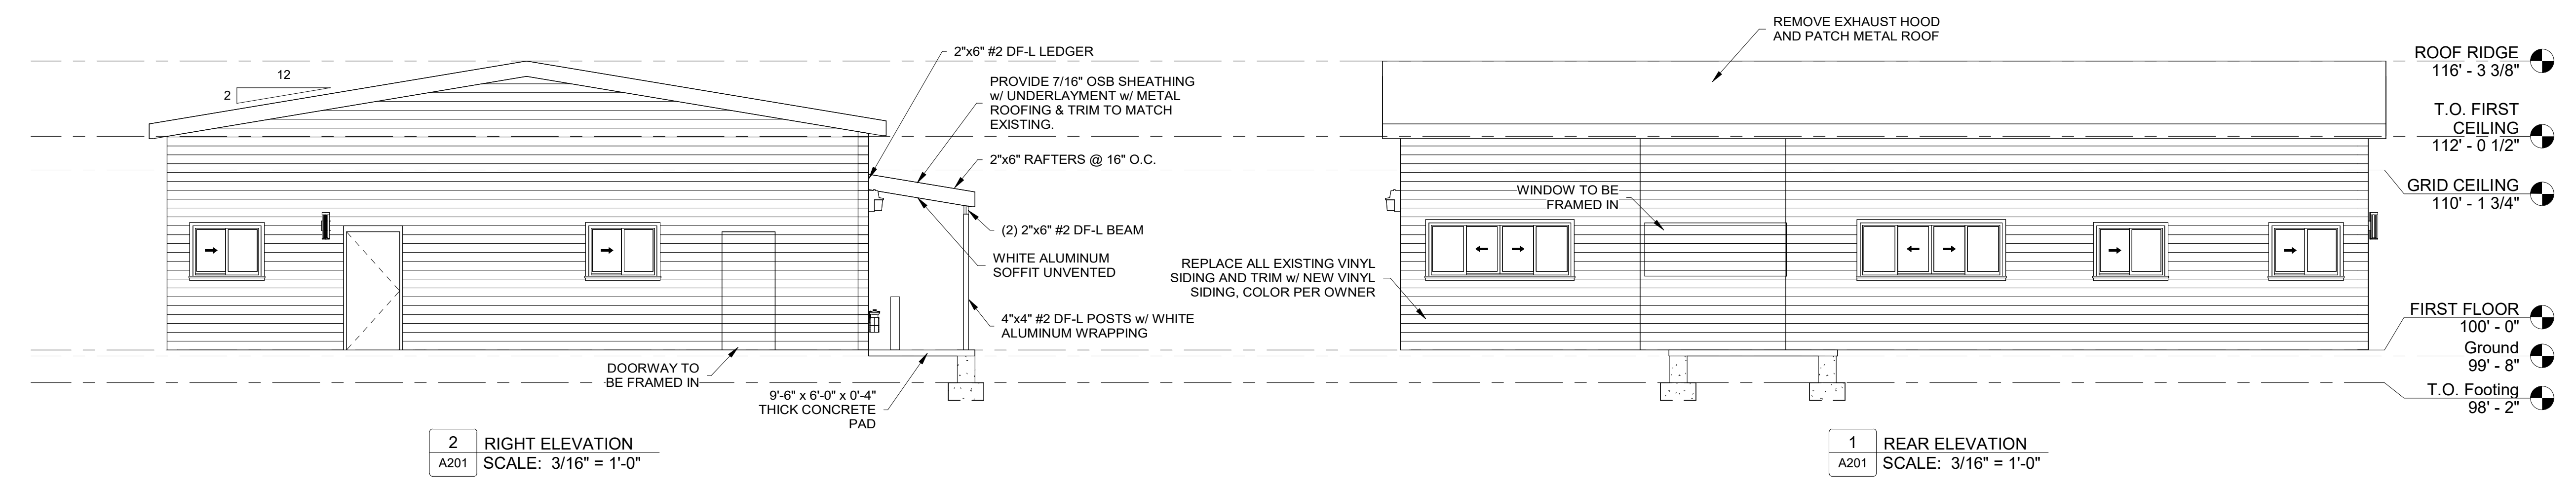 12
2
2"x6" #2 DF-L LEDGER
PROVIDE 7/16" OSB SHEATHING
w/ UNDERLAYMENT w/ METAL
ROOFING & TRIM TO MATCH
EXISTING.
2"x6" RAFTERS @ 16" O.C.
(2) 2"x6" #2 DF-L BEAM
WHITE ALUMINUM
SOFFIT UNVENTED
4"x4" #2 DF-L POSTS w/ WHITE
ALUMINUM WRAPPING
DOORWAY TO
BE FRAMED IN
9'-6" x 6'-0" x 0'-4"
THICK CONCRETE
PAD
2
A201
RIGHT ELEVATION
SCALE: 3/16" = 1'-0"
REMOVE EXHAUST HOOD
AND PATCH METAL ROOF
WINDOW TO BE
FRAMED IN
REPLACE ALL EXISTING VINYL
SIDING AND TRIM w/ NEW VINYL
SIDING, COLOR PER OWNER
1
A201
REAR ELEVATION
SCALE: 3/16" = 1'-0"
ROOF RIDGE
116' - 3 3/8"
T.O. FIRST
CEILING
112' - 0 1/2"
GRID CEILING
110' - 1 3/4"
FIRST FLOOR
100' - 0"
Ground
99' - 8"
T.O. Footing
98' - 2"